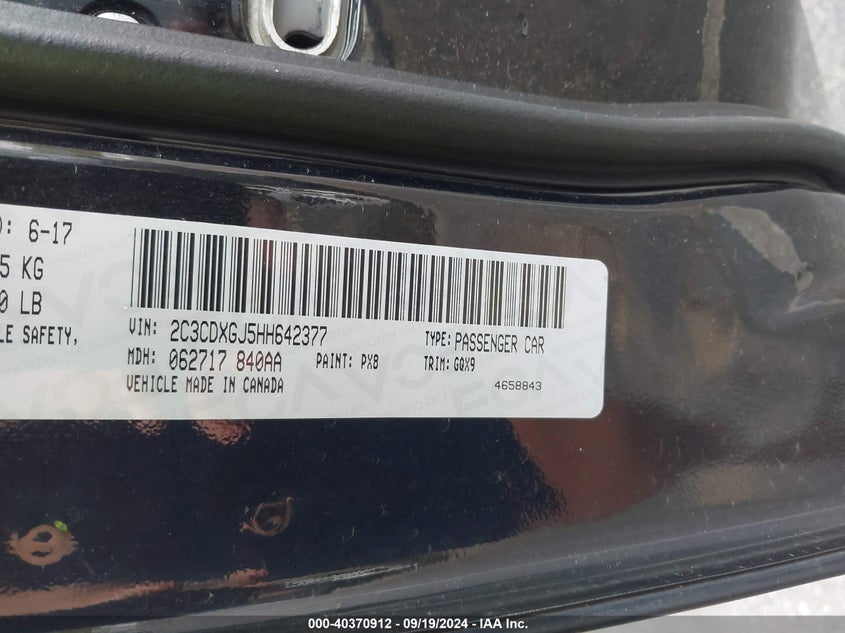 ): 6-17
5 KG
0 LB
LE SAFETY,
VIN: 2C3CDXGJ5HH642377
TYPE: PASSENGER CAR
MDH: 062717 840AA
PAINT: PX8
TRIM: GQX9
VEHICLE MADE IN CANADA
4658843
000-40370912 - 09/19/2024 - IAA Inc.